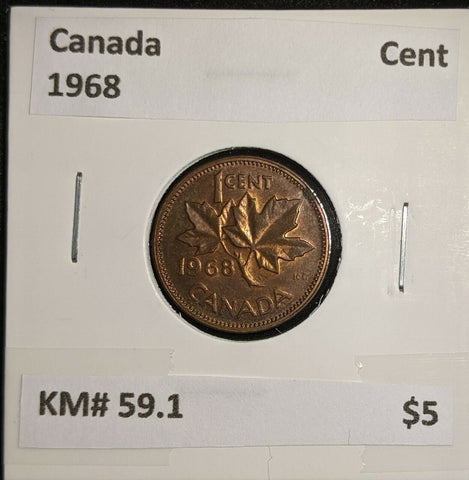 Canada Cent
1968
1 CENT
1968
CANADA
KM# 59.1 $5